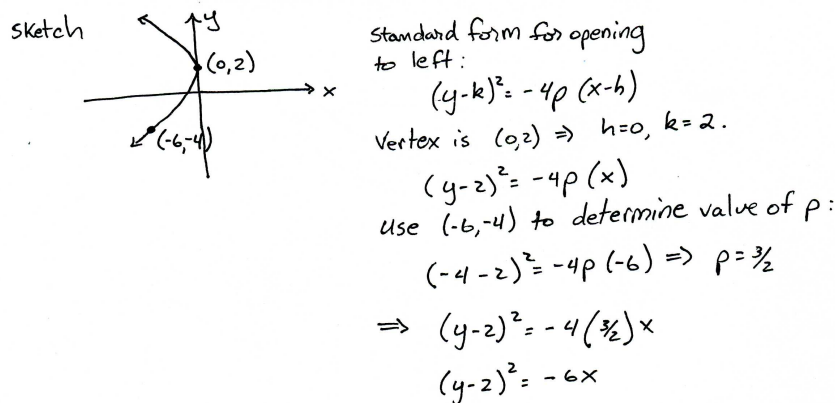 sketch
y
(0,2)
x
(-6,-4)
Standard form for opening
to left:
(y-k)² = -4p (x-h)
Vertex is (0,2) ⇒ h=0, k=2.
(y-2)² = -4p (x)
Use (-6,-4) to determine value of p:
(-4-2)² = -4p (-6) ⇒ p = 3/2
⇒ (y-2)² = -4(3/2)x
(y-2)² = -6x